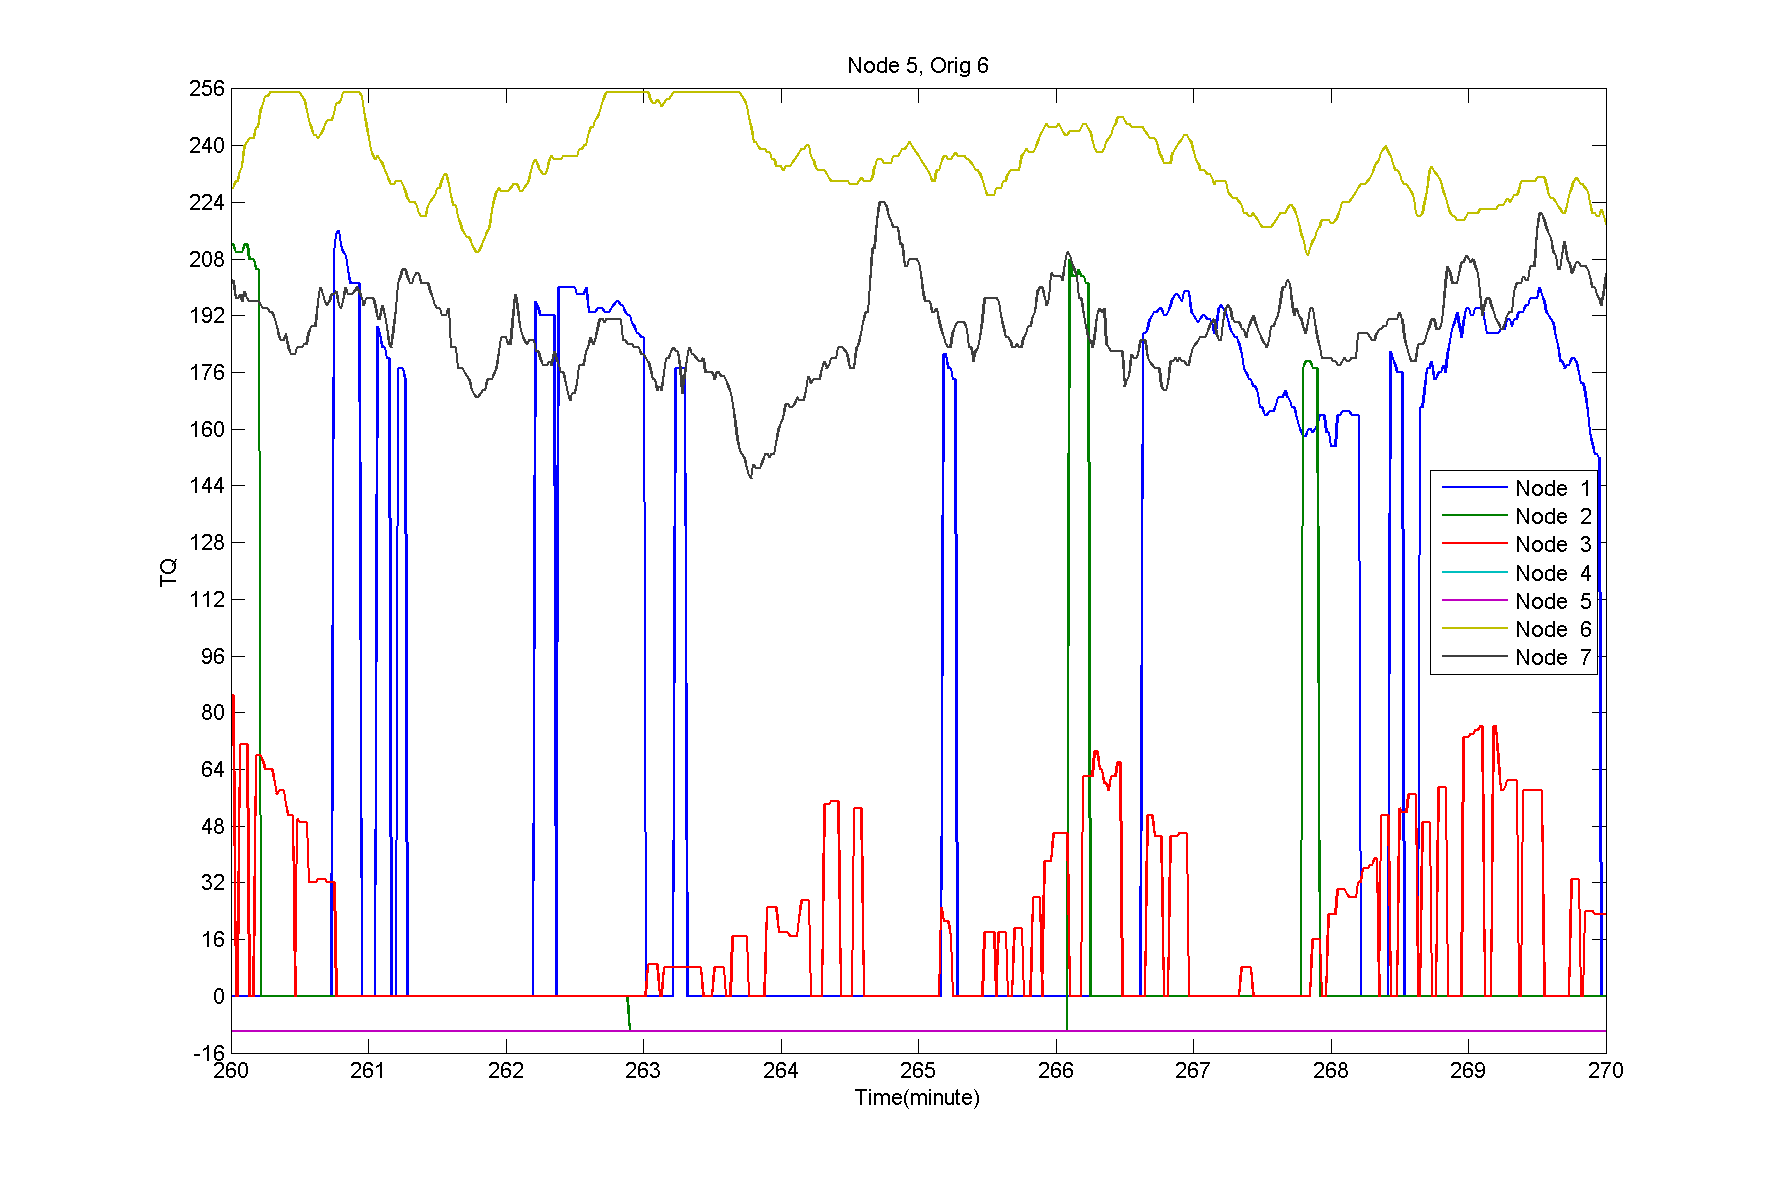 Node 5, Orig 6
256
240
224
208
192
176
160
144
128
112
96
80
64
48
32
16
0
-16
TQ
Node 1
Node 2
Node 3
Node 4
Node 5
Node 6
Node 7
260 261 262 263 264 265 266 267 268 269 270
Time(minute)